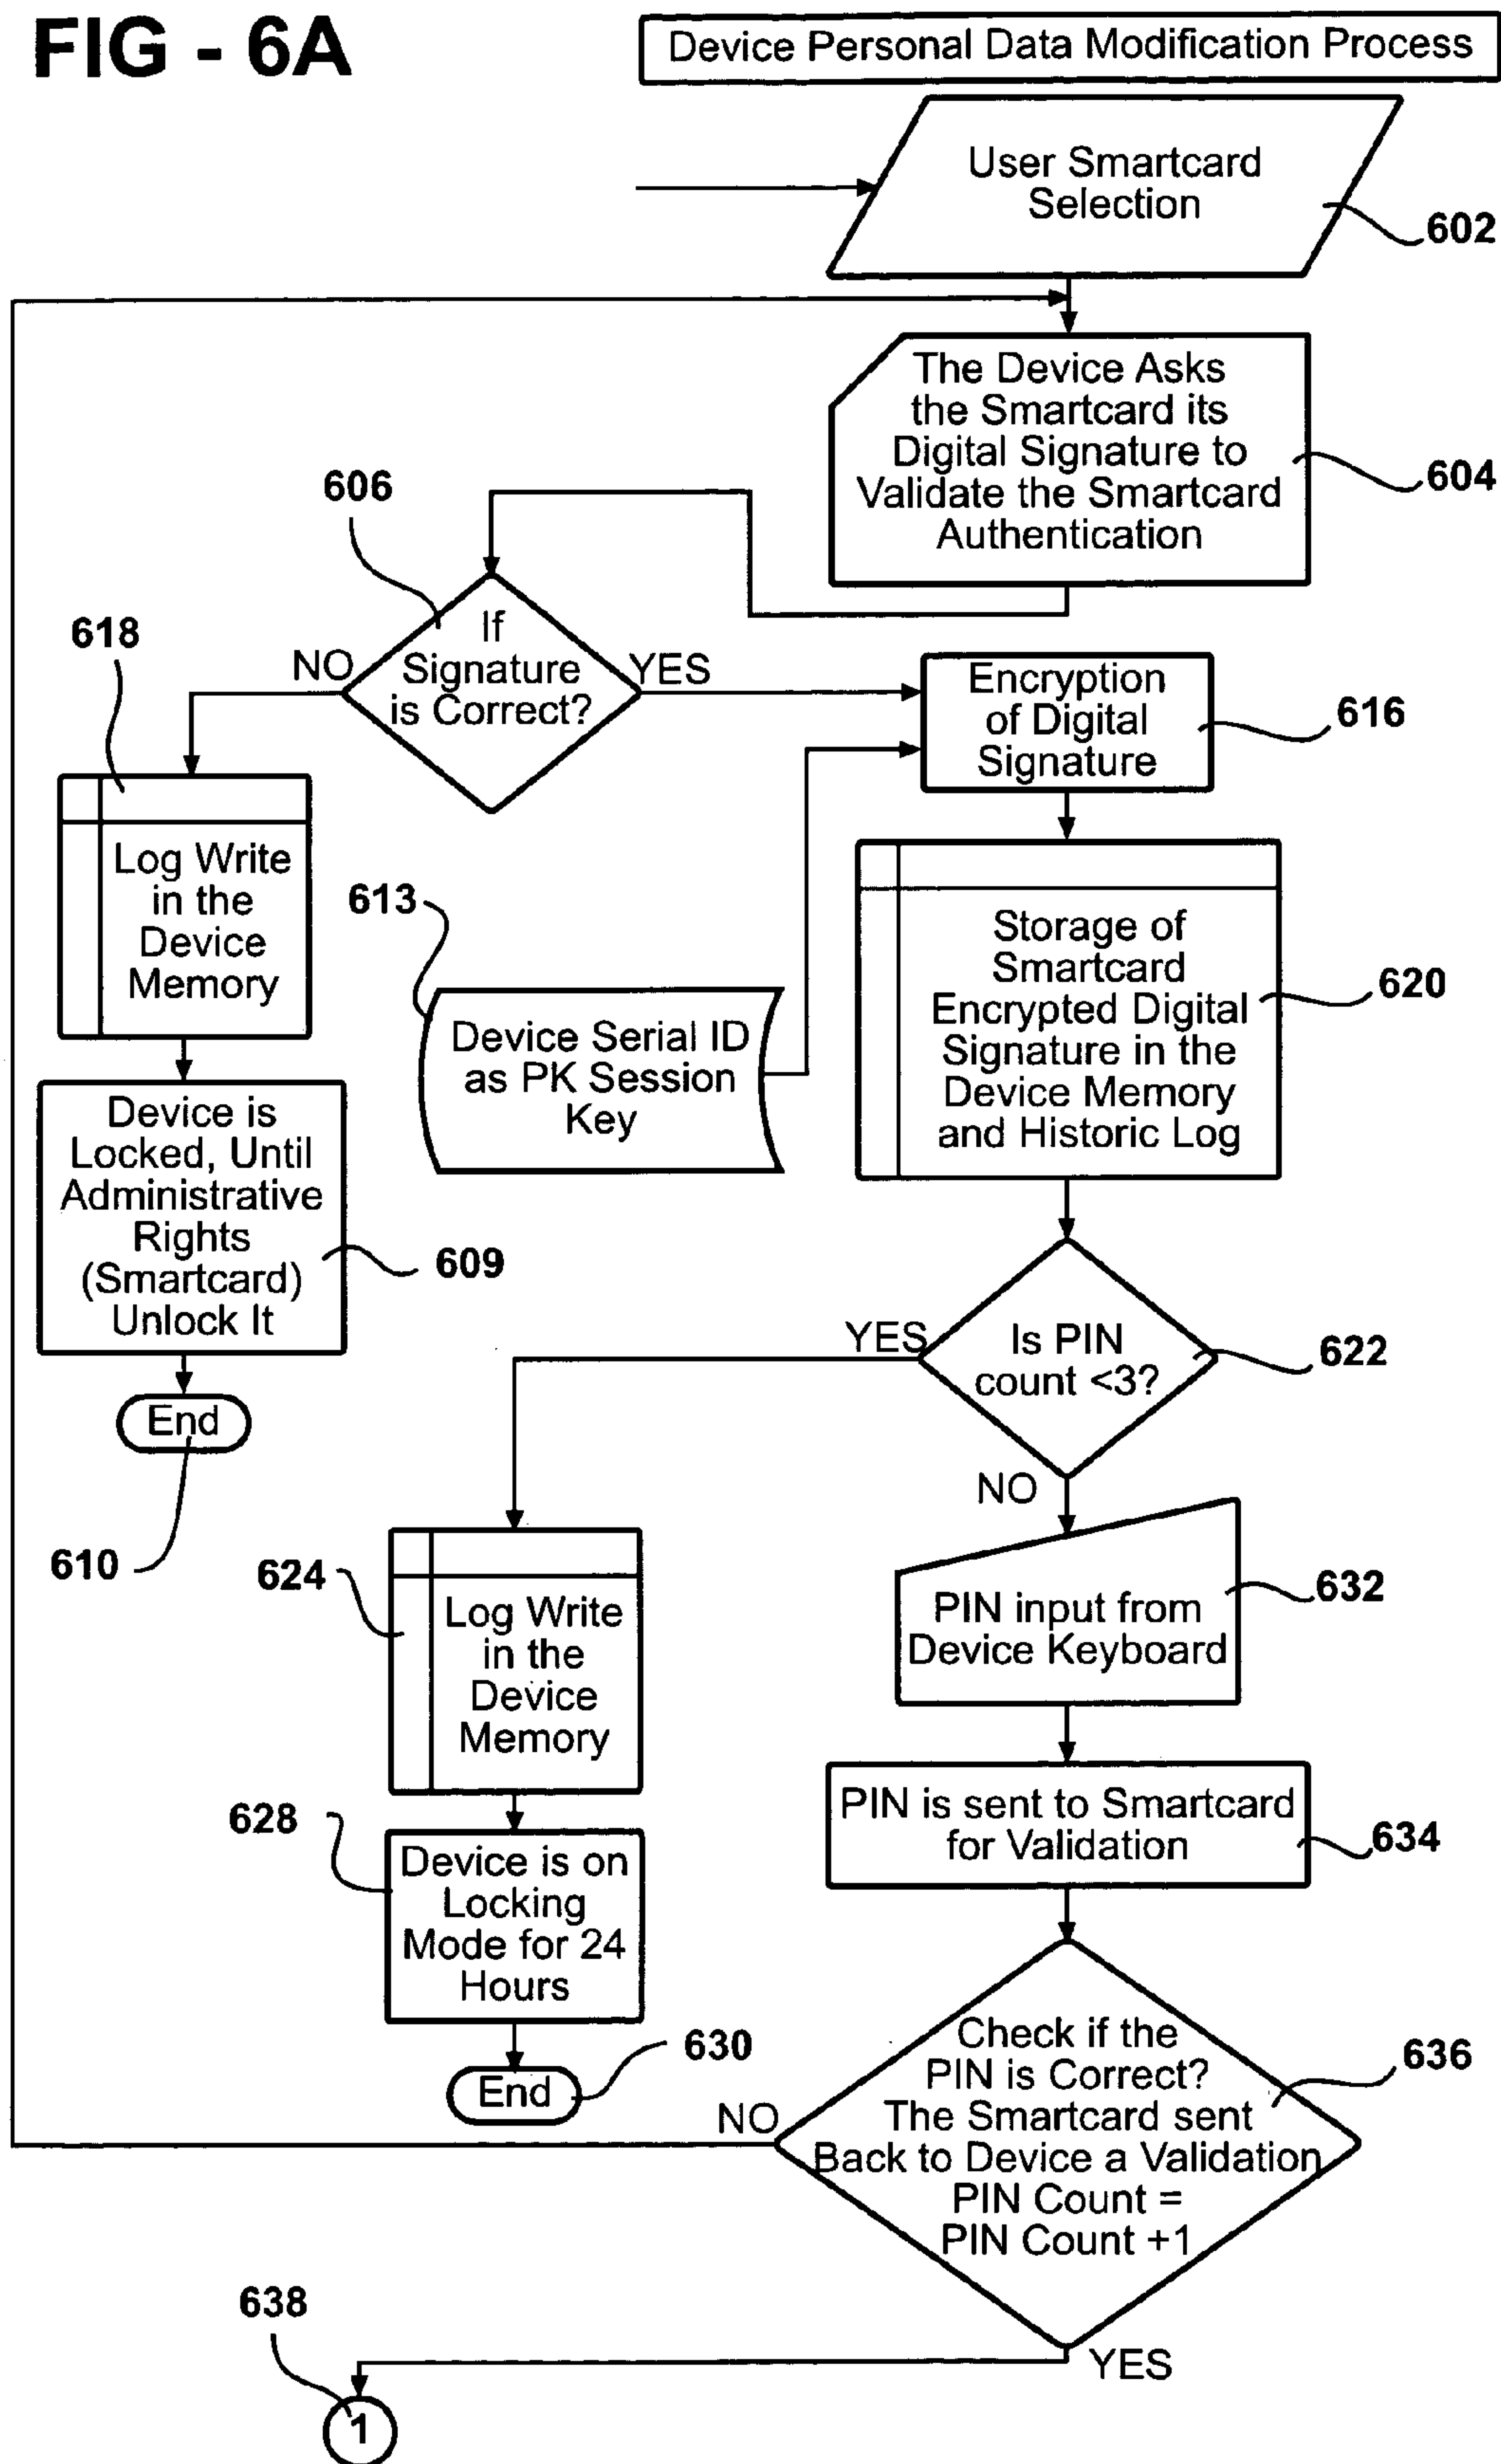 FIG - 6A
Device Personal Data Modification Process
User Smartcard
Selection
602
The Device Asks
the Smartcard its
Digital Signature to
Validate the Smartcard
Authentication
604
606
If
Signature
is Correct?
NO
YES
618
Encryption
of Digital
Signature
616
Log Write
in the
Device
Memory
613
Device Serial ID
as PK Session
Key
Storage of
Smartcard
Encrypted Digital
Signature in the
Device Memory
and Historic Log
620
Device is
Locked, Until
Administrative
Rights
(Smartcard)
Unlock It
609
End
610
YES
Is PIN
count <3?
622
NO
624
Log Write
in the
Device
Memory
PIN input from
Device Keyboard
632
628
Device is on
Locking
Mode for 24
Hours
PIN is sent to Smartcard
for Validation
634
End
630
NO
Check if the
PIN is Correct?
The Smartcard sent
Back to Device a Validation
PIN Count =
PIN Count +1
636
YES
638
1